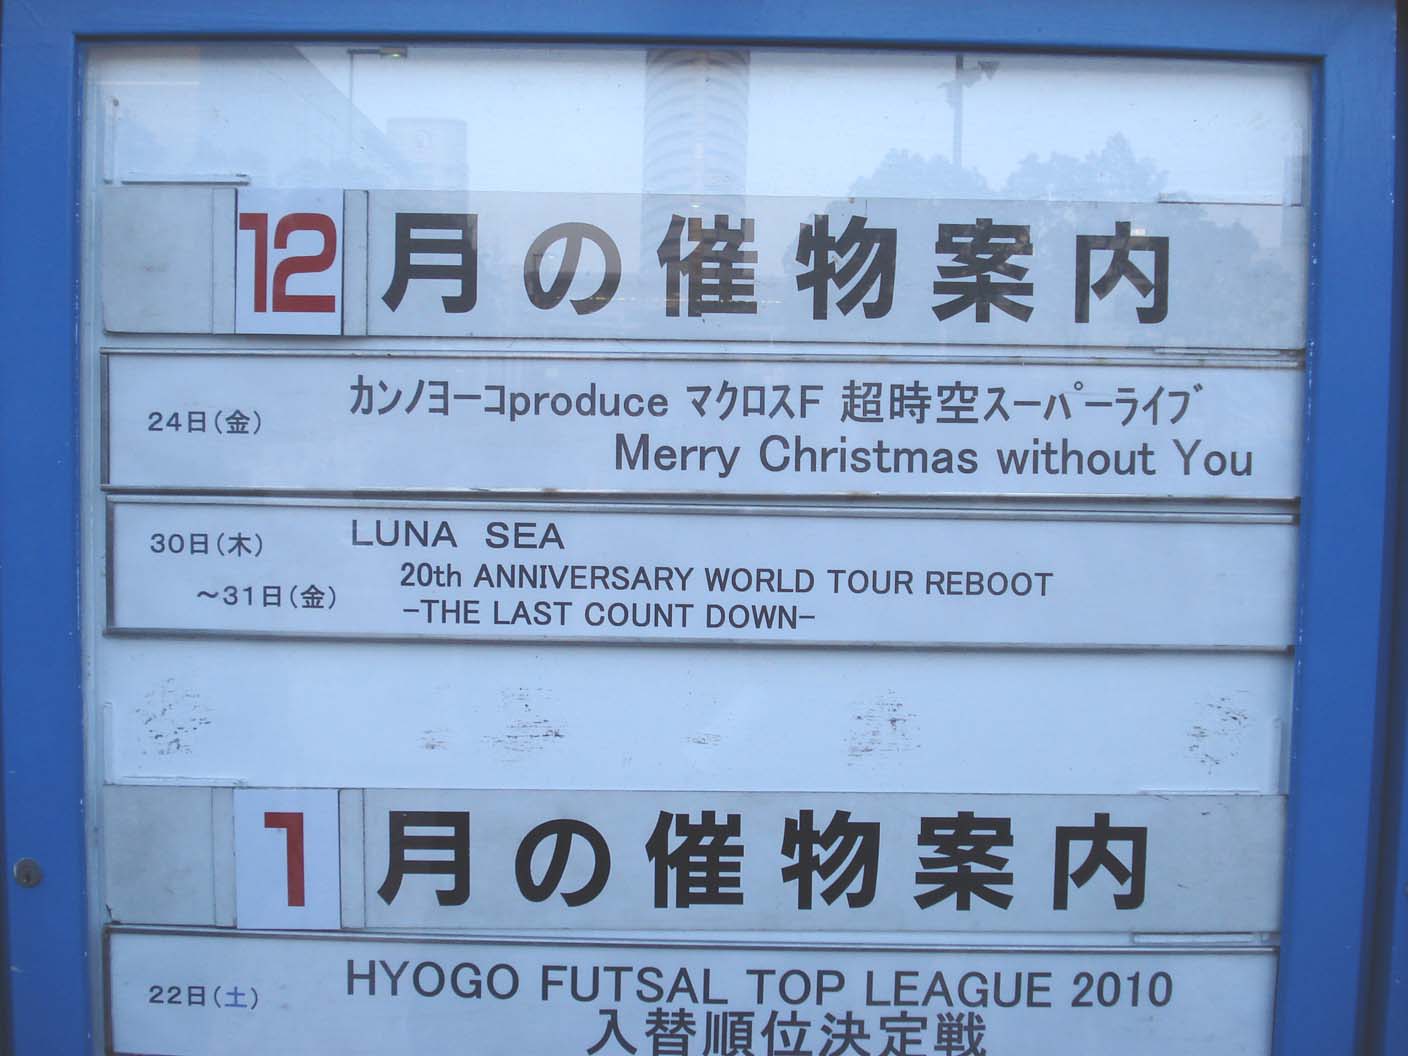 12月の催物案内
24日(金) カンノヨーコproduce マクロスF 超時空スーパーライブ
Merry Christmas without You
30日(木) LUNA SEA
20th ANNIVERSARY WORLD TOUR REBOOT
～31日(金)
-THE LAST COUNT DOWN-
1月の催物案内
HYOGO FUTSAL TOP LEAGUE 2010
22日(土)
入替順位決定戦